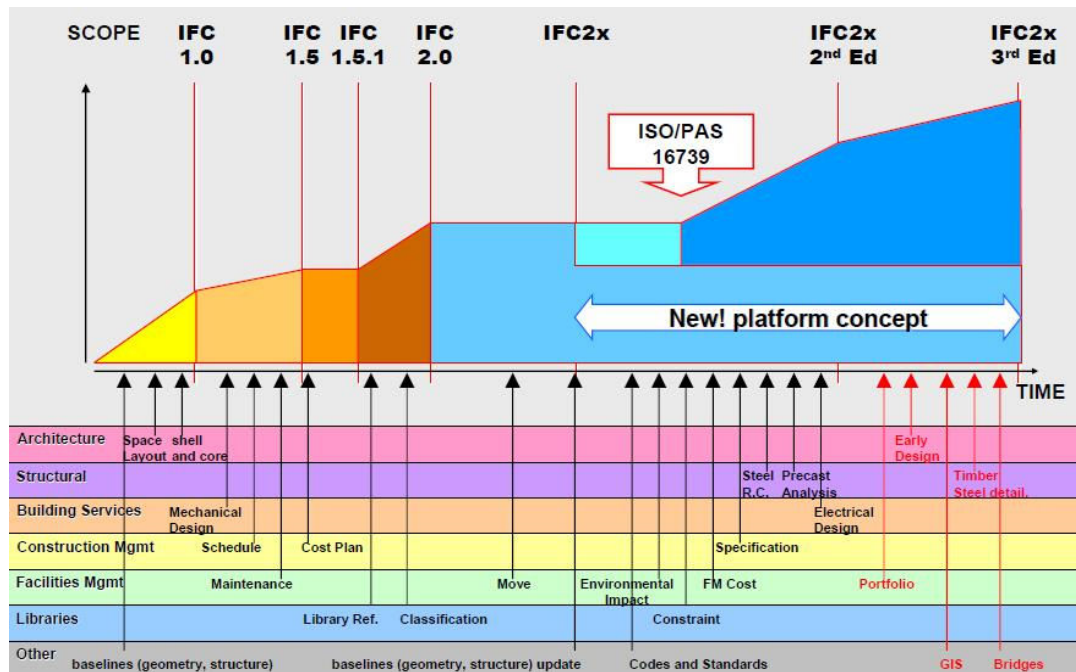 SCOPE
IFC
1.0
IFC
1.5
IFC
1.5.1
IFC
2.0
IFC2x
IFC2x
2nd Ed
IFC2x
3rd Ed
ISO/PAS
16739
New! platform concept
TIME
Architecture
Space shell
Layout and core
Early
Design
Structural
Steel
R.C.
Precast
Analysis
Timber
Steel detail.
Building Services
Mechanical
Design
Electrical
Design
Construction Mgmt
Schedule
Cost Plan
Specification
Facilities Mgmt
Maintenance
Move
Environmental
Impact
FM Cost
Portfolio
Libraries
Library Ref.
Classification
Constraint
Other
baselines (geometry, structure)
baselines (geometry, structure) update
Codes and Standards
GIS
Bridges